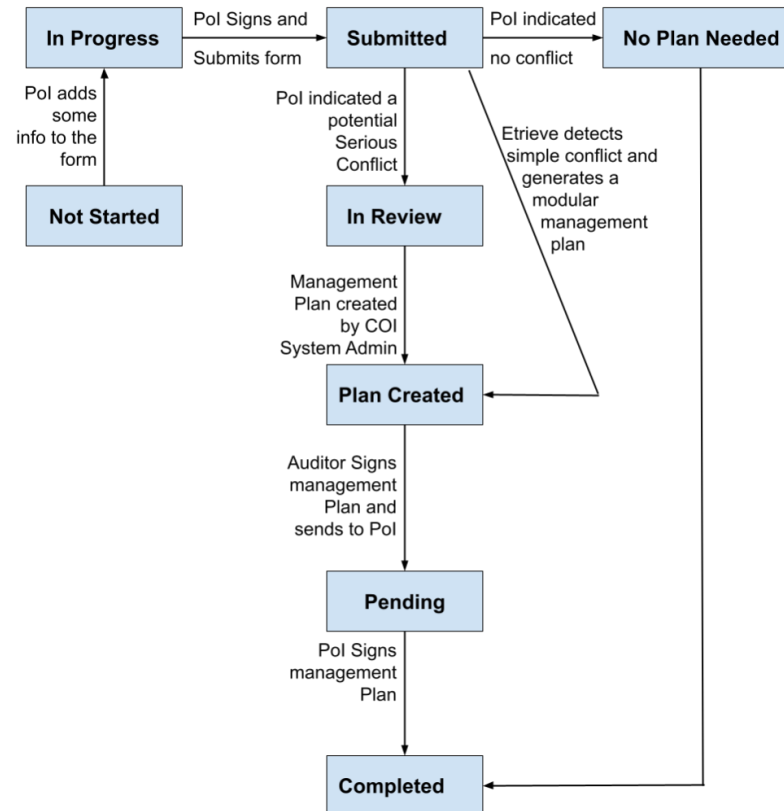 In Progress
PoI Signs and
Submits form
Submitted
PoI indicated
no conflict
No Plan Needed
PoI adds
some
info to the
form
Not Started
PoI indicated a
potential
Serious
Conflict
Etrieve detects
simple conflict and
generates a
modular
management
plan
In Review
Management
Plan created
by COI
System Admin
Plan Created
Auditor Signs
management
Plan and
sends to PoI
Pending
PoI Signs
management
Plan
Completed